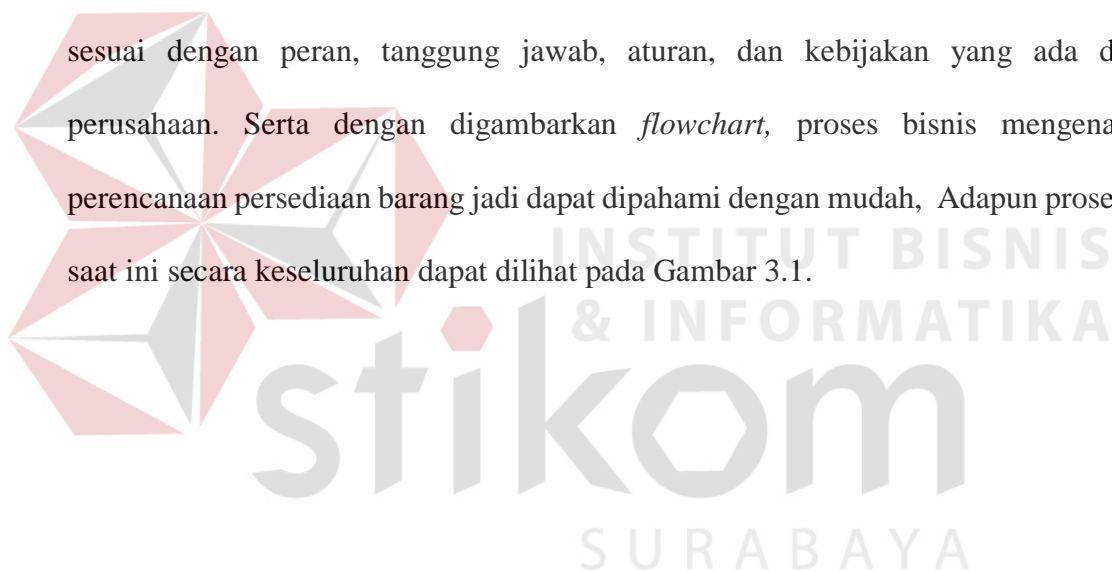 sesuai dengan peran, tanggung jawab, aturan, dan kebijakan yang ada d
perusahaan. Serta dengan digambarkan flowchart, proses bisnis mengena
perencanaan persediaan barang jadi dapat dipahami dengan mudah, Adapun prose
saat ini secara keseluruhan dapat dilihat pada Gambar 3.1.
INSTITUT BISNIS
& INFORMATIKA
stikom
SURABAYA